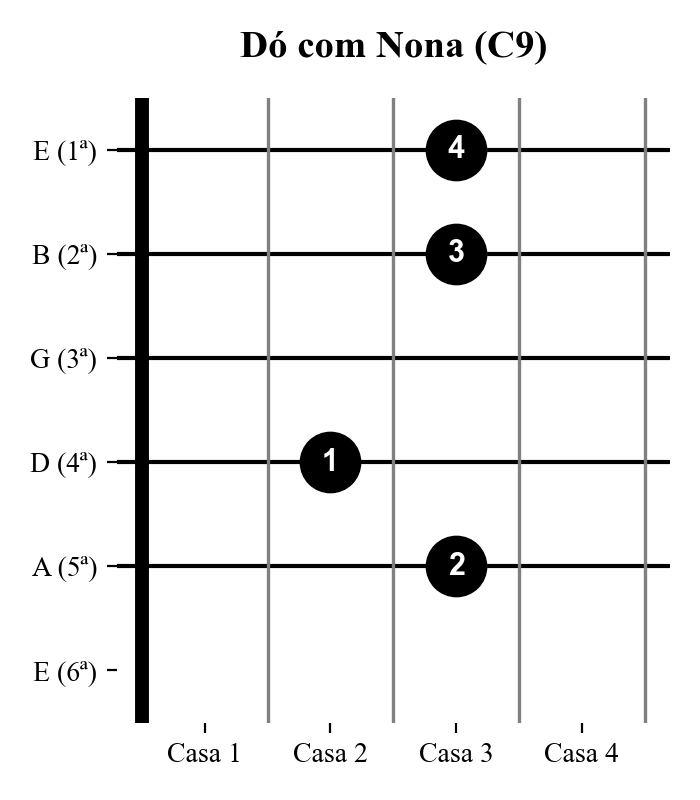 Dó com Nona (C9)
E (1ª)
4
B (2ª)
3
G (3ª)
D (4ª)
1
A (5ª)
2
E (6ª)
Casa 1 Casa 2 Casa 3 Casa 4